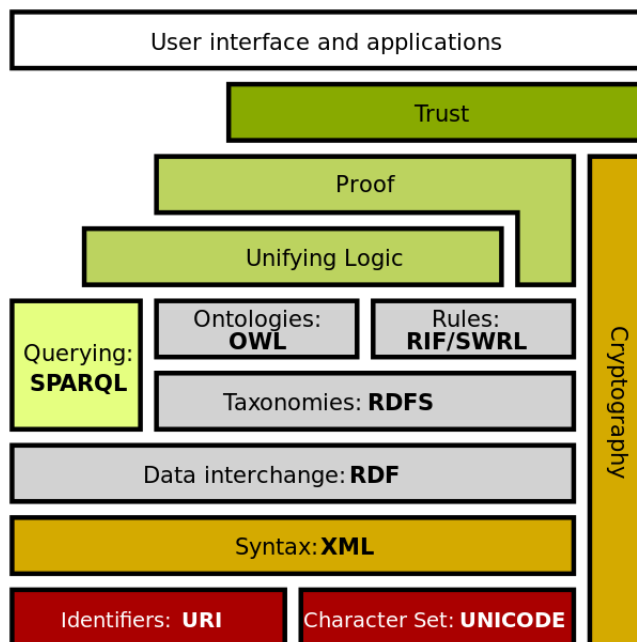 User interface and applications
Trust
Proof
Unifying Logic
Ontologies:
OWL
Rules:
RIF/SWRL
Querying:
SPARQL
Taxonomies: RDFS
Data interchange: RDF
Syntax: XML
Identifiers: URI
Character Set: UNICODE
Cryptography